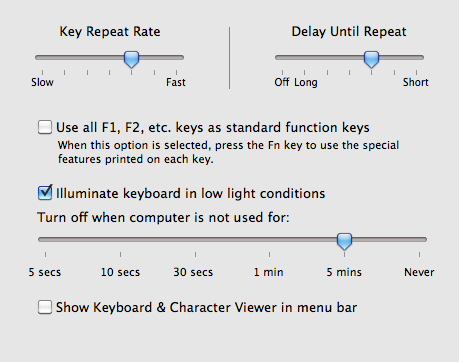 Key Repeat Rate
Delay Until Repeat
Slow
Fast
Off Long
Short
Use all F1, F2, etc. keys as standard function keys
When this option is selected, press the Fn key to use the special
features printed on each key.
Illuminate keyboard in low light conditions
Turn off when computer is not used for:
5 secs
10 secs
30 secs
1 min
5 mins
Never
Show Keyboard & Character Viewer in menu bar